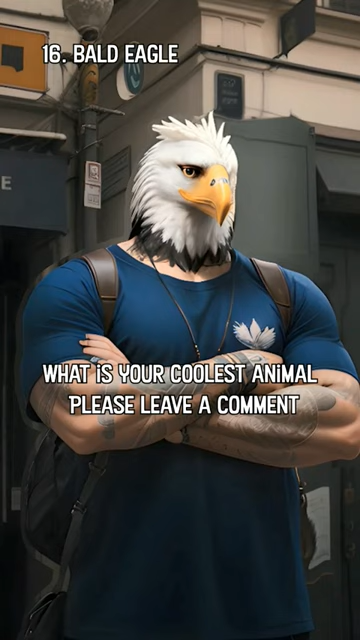 16. BALD EAGLE
E
WHAT iS YOUR COOLEST ANiMAL
PLEASE LEAVE A COMMENT